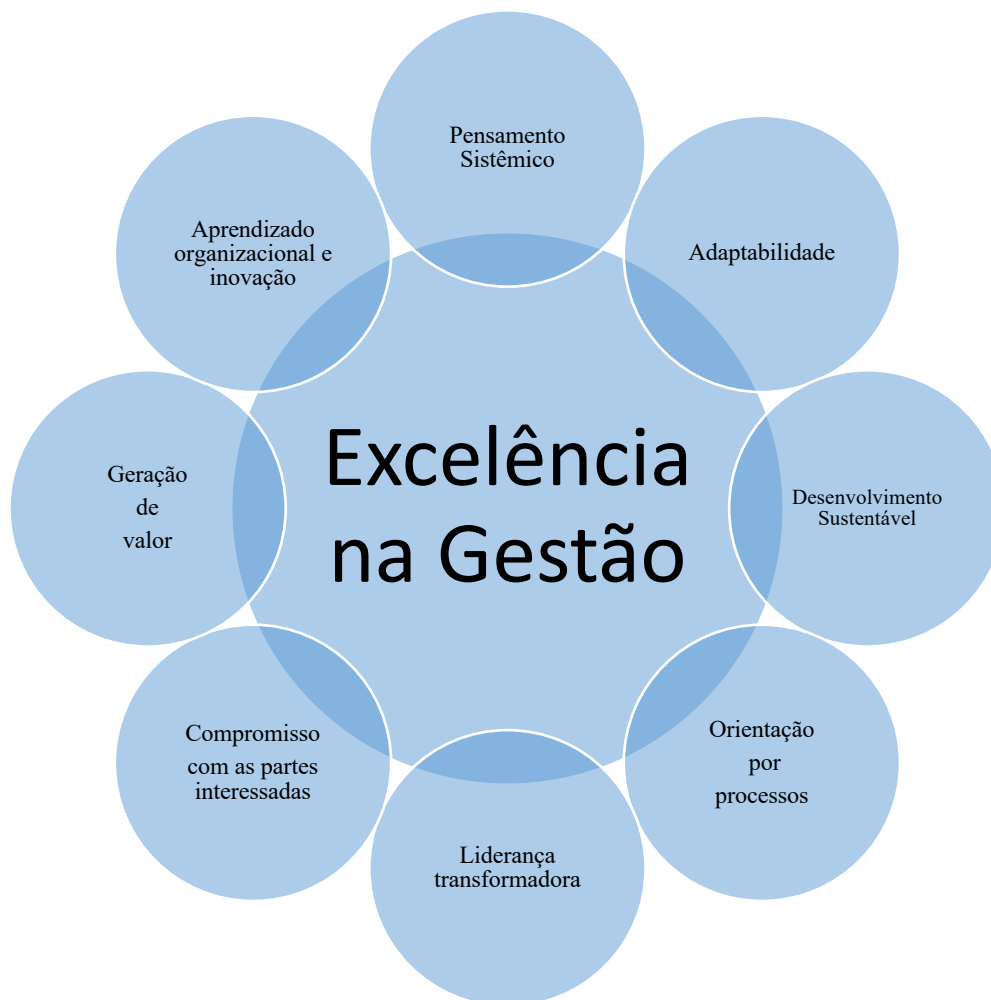 Pensamento
Sistêmico
Adaptabilidade
Desenvolvimento
Sustentável
Orientação
por
processos
Liderança
transformadora
Compromisso
com as partes
interessadas
Geração
de
valor
Aprendizado
organizacional e
inovação
Excelência
na Gestão